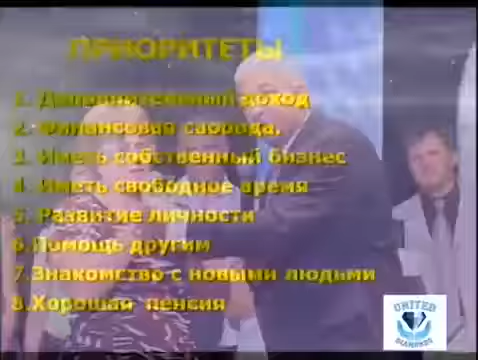 ПРИОРИТЕТЫ
1. Дополнительный доход
2. Финансовая свобода.
3. Иметь собственный бизнес
4. Иметь свободное время
5. Развитие личности
6.Помощь другим
7.Знакомство с новыми людьми
8.Хорошая пенсия
UNITED
DIAMONDS